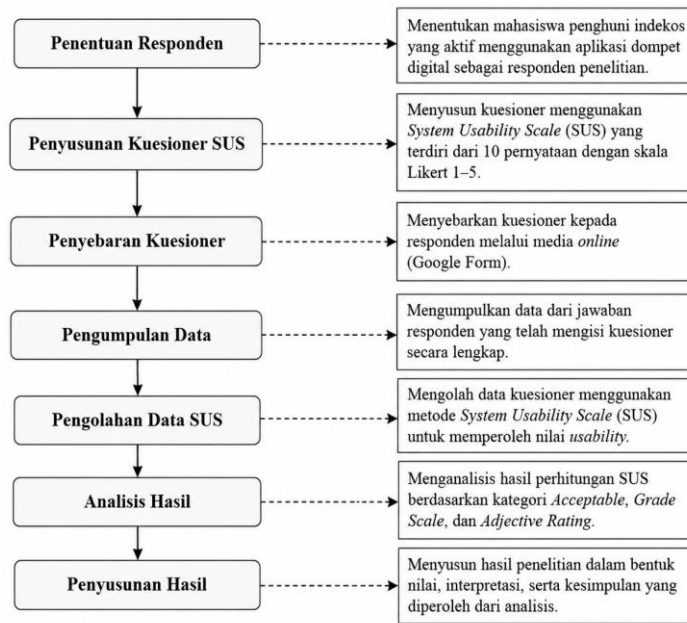 Penentuan Responden
Menentukan mahasiswa penghuni indekos
yang aktif menggunakan aplikasi dompet
digital sebagai responden penelitian.
Penyusunan Kuesioner SUS
Menyusun kuesioner menggunakan
System Usability Scale (SUS) yang
terdiri dari 10 pernyataan dengan skala
Likert 1–5.
Penyebaran Kuesioner
Menyebarkan kuesioner kepada
responden melalui media online
(Google Form).
Pengumpulan Data
Mengumpulkan data dari jawaban
responden yang telah mengisi kuesioner
secara lengkap.
Pengolahan Data SUS
Mengolah data kuesioner menggunakan
metode System Usability Scale (SUS)
untuk memperoleh nilai usability.
Analisis Hasil
Menganalisis hasil perhitungan SUS
berdasarkan kategori Acceptable, Grade
Scale, dan Adjective Rating.
Penyusunan Hasil
Menyusun hasil penelitian dalam bentuk
nilai, interpretasi, serta kesimpulan yang
diperoleh dari analisis.